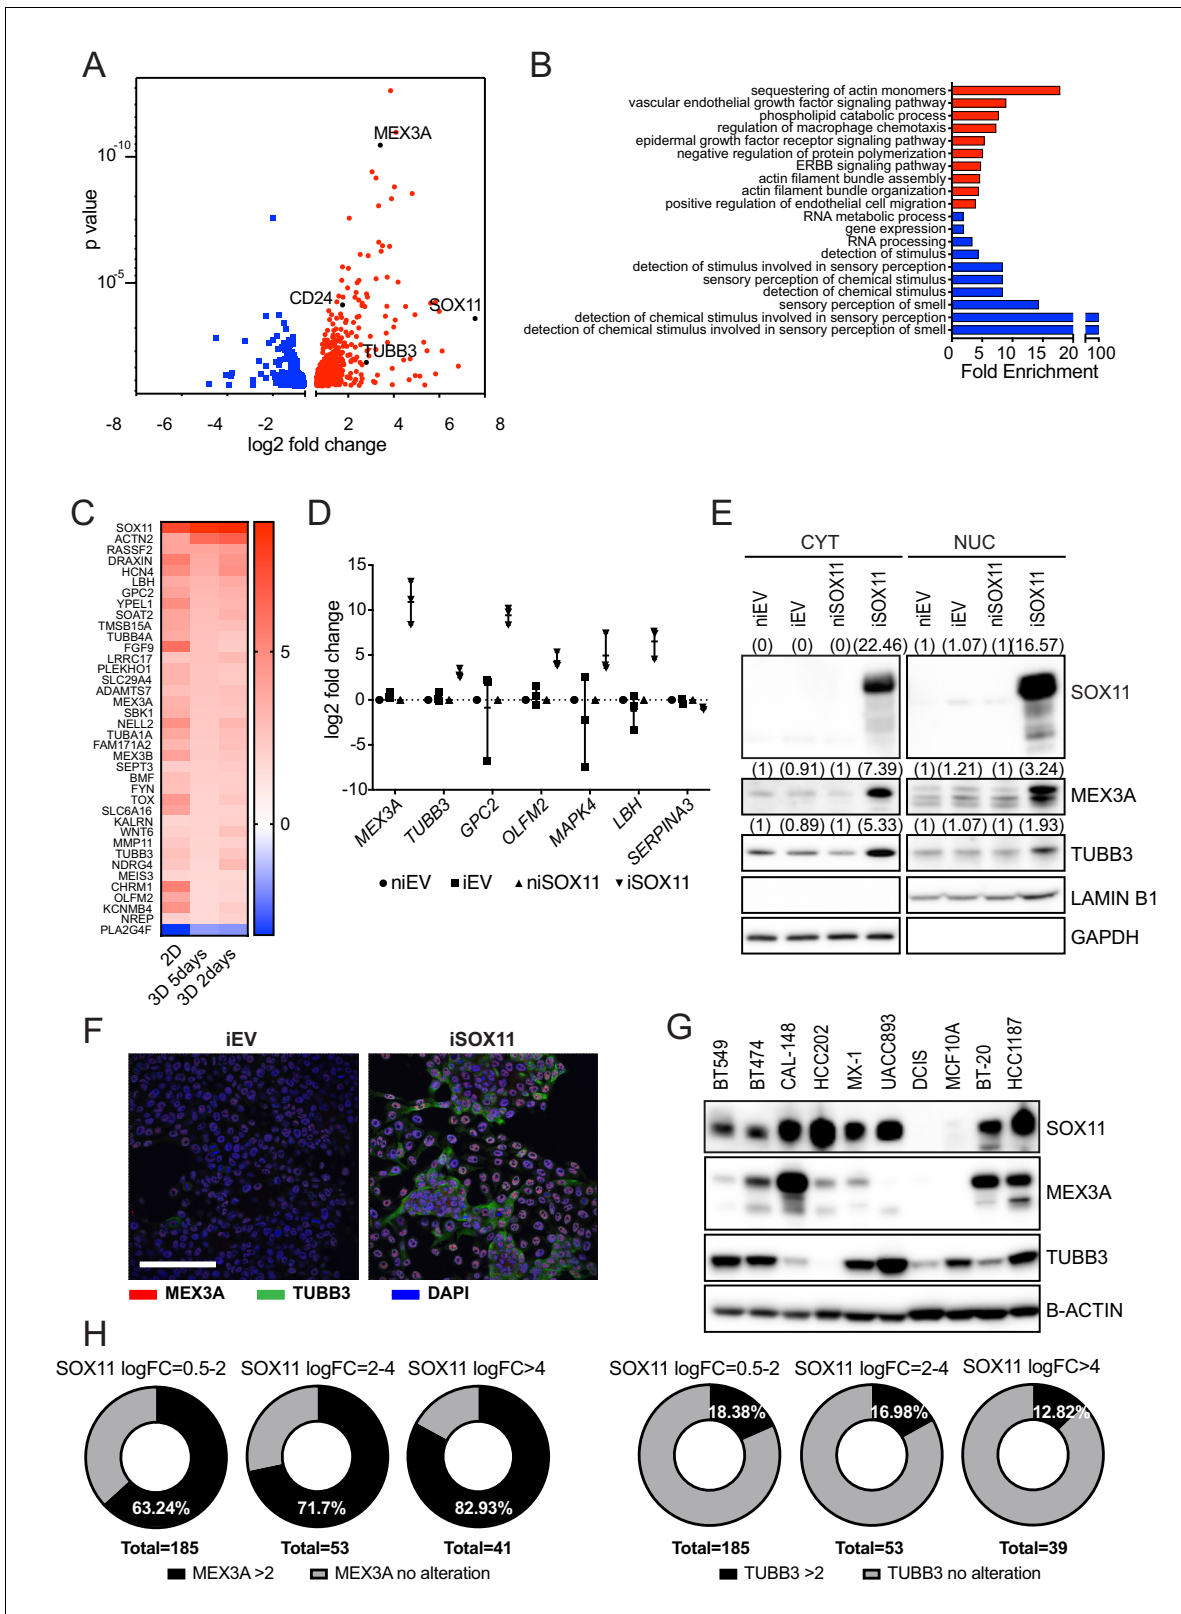 A
MEX3A
10-10
p value
10-5
CD24
SOX11
TUBB3
-8 -6 -4 -2 2 4 6 8
log2 fold change
B
sequestering of actin monomers
vascular endothelial growth factor signaling pathway
phospholipid catabolic process
regulation of macrophage chemotaxis
epidermal growth factor receptor signaling pathway
negative regulation of protein polymerization
ERBB signaling pathway
actin filament bundle assembly
actin filament bundle organization
positive regulation of endothelial cell migration
RNA metabolic process
gene expression
RNA processing
detection of stimulus
detection of stimulus involved in sensory perception
sensory perception of chemical stimulus
detection of chemical stimulus
sensory perception of smell
detection of chemical stimulus involved in sensory perception
detection of chemical stimulus involved in sensory perception of smell
0 5 10 15 20 100
Fold Enrichment
C
SOX11
ACTN2
RASSF2
DRAXIN
HCN4
LBH
GPC2
YPEL1
SOAT2
TMSB15A
TUBB4A
FGF9
LRRC17
PLEKHO1
SLC29A4
ADAMTS7
MEX3A
SBK1
NELL2
TUBA1A
FAM171A2
MEX3B
SEPT3
BMF
FYN
TOX
SLC6A16
KALRN
WNT6
MMP11
TUBB3
NDRG4
MEIS3
CHRM1
OLFM2
KCNMB4
NREP
PLA2G4F
5
0
2D
3D 5days
3D 2days
D
15
10
5
0
-5
-10
log2 fold change
MEX3A
TUBB3
GPC2
OLFM2
MAPK4
LBH
SERPINA3
niEV iEV niSOX11 iSOX11
E
CYT NUC
niEV iEV niSOX11 iSOX11 niEV iEV niSOX11 iSOX11
(0) (0) (0) (22.46) (1) (1.07) (1) (16.57)
SOX11
(1) (0.91) (1) (7.39) (1) (1.21) (1) (3.24)
MEX3A
(1) (0.89) (1) (5.33) (1) (1.07) (1) (1.93)
TUBB3
LAMIN B1
GAPDH
F
iEV iSOX11
MEX3A TUBB3 DAPI
G
BT549 BT474 CAL-148 HCC202 MX-1 UACC893 DCIS MCF10A BT-20 HCC1187
SOX11
MEX3A
TUBB3
B-ACTIN
H
SOX11 logFC=0.5-2 SOX11 logFC=2-4 SOX11 logFC>4
63.24% 71.7% 82.93%
Total=185 Total=53 Total=41
MEX3A >2 MEX3A no alteration
SOX11 logFC=0.5-2 SOX11 logFC=2-4 SOX11 logFC>4
18.38% 16.98% 12.82%
Total=185 Total=53 Total=39
TUBB3 >2 TUBB3 no alteration